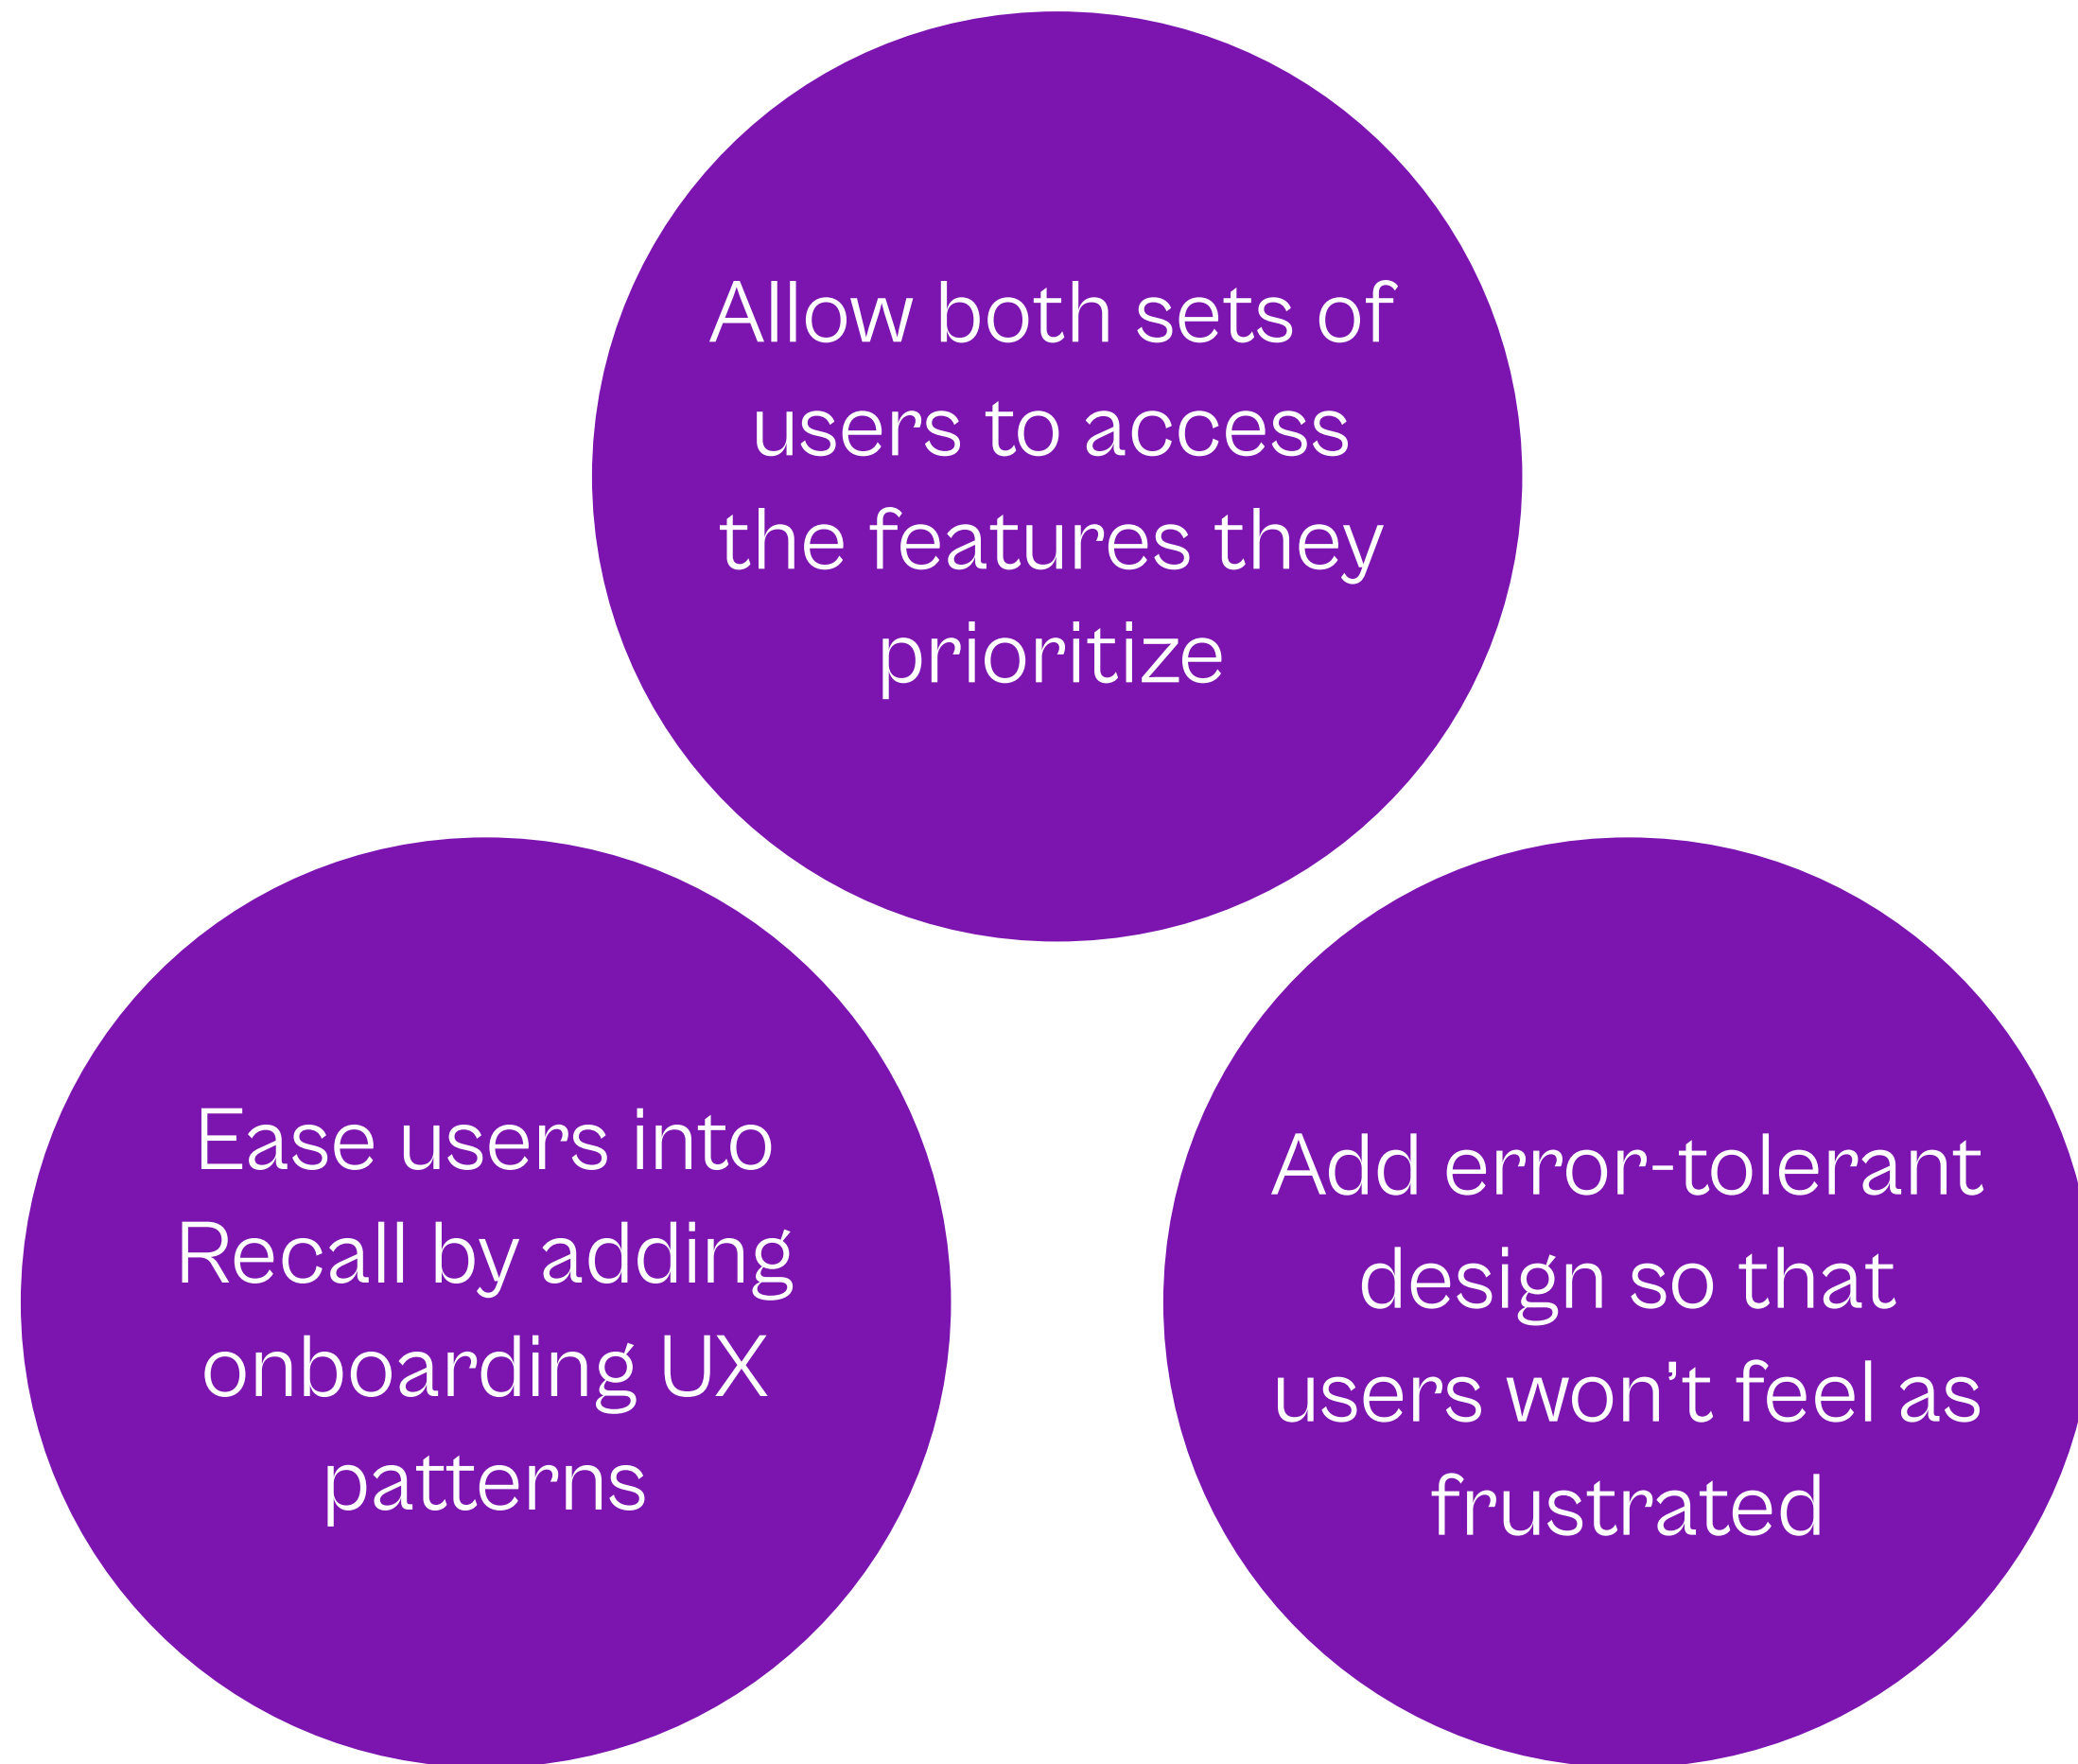 Allow both sets of
users to access
the features they
prioritize
Ease users into
Recall by adding
onboarding UX
patterns
Add error-tolerant
design so that
users won't feel as
frustrated